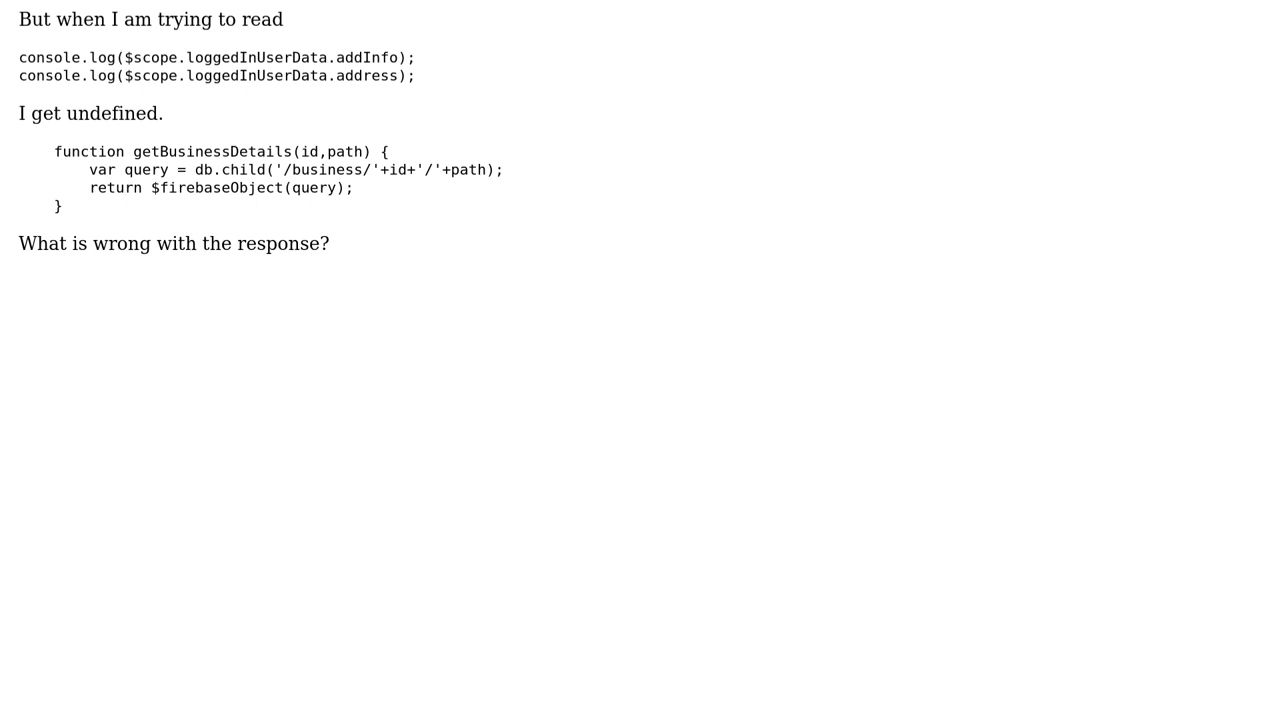 But when I am trying to read
console.log($scope.loggedInUserData.addInfo);
console.log($scope.loggedInUserData.address);
I get undefined.
    function getBusinessDetails(id,path) {
        var query = db.child('/business/'+id+'/'+path);
        return $firebaseObject(query);
    }
What is wrong with the response?